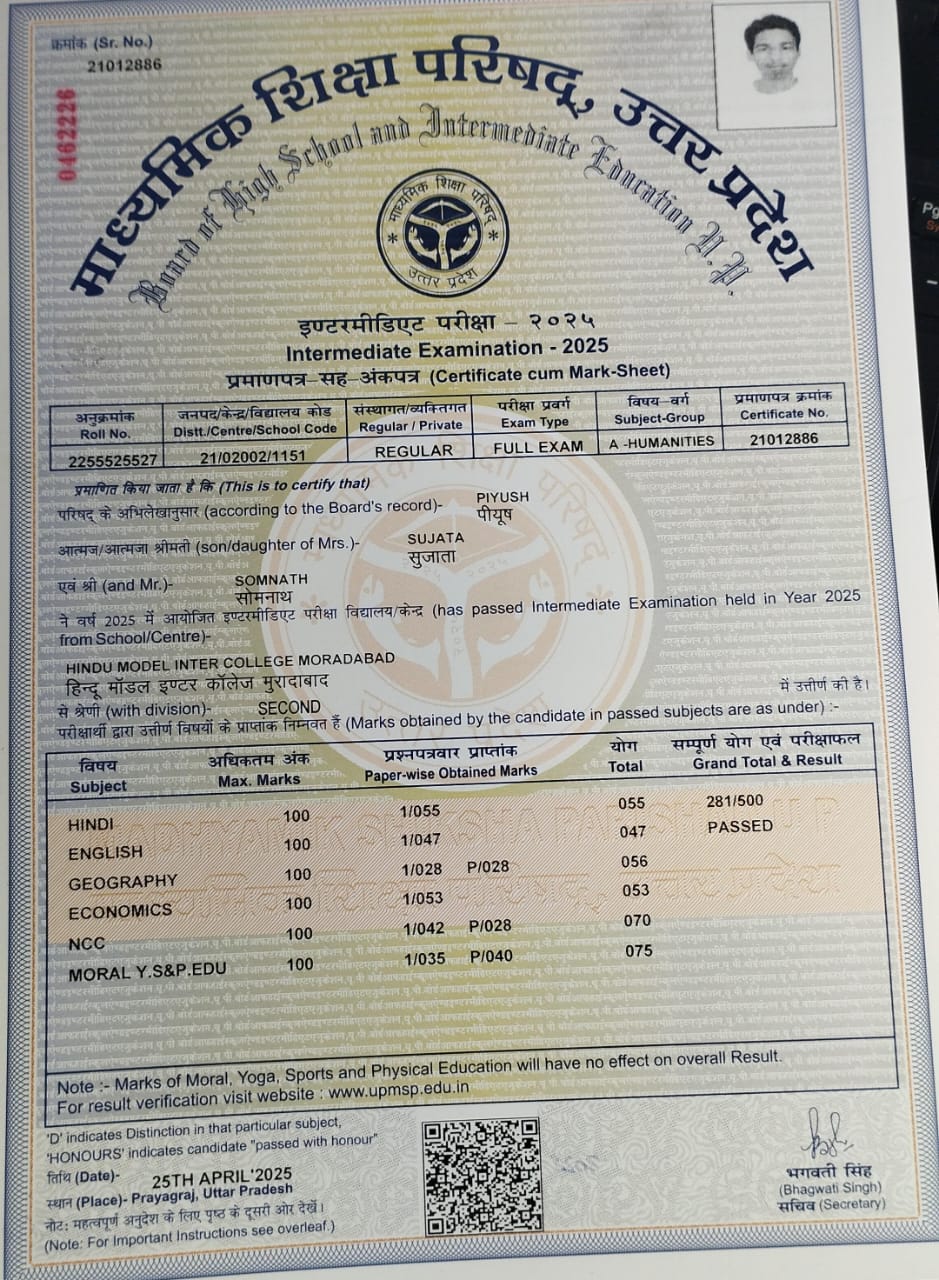 क्रमांक (Sr. No.)
21012886
0462226
माध्यमिक शिक्षा परिषद्, उत्तर प्रदेश
Board of High School and Intermediate Education U.P.
माध्यमिक शिक्षा परिषद्
उत्तर प्रदेश
इण्टरमीडिएट परीक्षा – २०२५
Intermediate Examination - 2025
प्रमाणपत्र–सह–अंकपत्र (Certificate cum Mark-Sheet)
अनुक्रमांक जनपद/केन्द्र/विद्यालय कोड संस्थागत/व्यक्तिगत परीक्षा प्रवर्ग विषय – वर्ग प्रमाणपत्र क्रमांक
Roll No. Distt./Centre/School Code Regular / Private Exam Type Subject-Group Certificate No.
2255525527 21/02002/1151 REGULAR FULL EXAM A -HUMANITIES 21012886
प्रमाणित किया जाता है कि (This is to certify that)
परिषद् के अभिलेखानुसार (according to the Board's record)- PIYUSH
पीयूष
आत्मज/आत्मजा श्रीमती (son/daughter of Mrs.)- SUJATA
सुजाता
एवं श्री (and Mr.)- SOMNATH
सोमनाथ
ने वर्ष 2025 में आयोजित इण्टरमीडिएट परीक्षा विद्यालय/केन्द्र (has passed Intermediate Examination held in Year 2025
from School/Centre)-
HINDU MODEL INTER COLLEGE MORADABAD
हिन्दू मॉडल इण्टर कॉलेज मुरादाबाद में उत्तीर्ण की है।
से श्रेणी (with division)- SECOND
परीक्षार्थी द्वारा उत्तीर्ण विषयों के प्राप्तांक निम्नवत हैं (Marks obtained by the candidate in passed subjects are as under) :-
विषय अधिकतम अंक प्रश्नपत्रवार प्राप्तांक योग सम्पूर्ण योग एवं परीक्षाफल
Subject Max. Marks Paper-wise Obtained Marks Total Grand Total & Result
HINDI 100 1/055 055 281/500
ENGLISH 100 1/047 047 PASSED
GEOGRAPHY 100 1/028 P/028 056
ECONOMICS 100 1/053 053
NCC 100 1/042 P/028 070
MORAL Y.S&P.EDU 100 1/035 P/040 075
Note :- Marks of Moral, Yoga, Sports and Physical Education will have no effect on overall Result.
For result verification visit website : www.upmsp.edu.in
'D' indicates Distinction in that particular subject,
'HONOURS' indicates candidate "passed with honour"
तिथि (Date)- 25TH APRIL'2025
स्थान (Place)- Prayagraj, Uttar Pradesh
नोट: महत्वपूर्ण अनुदेश के लिए पृष्ठ के दूसरी ओर देखें।
(Note: For Important Instructions see overleaf.)
भगवती सिंह
(Bhagwati Singh)
सचिव (Secretary)